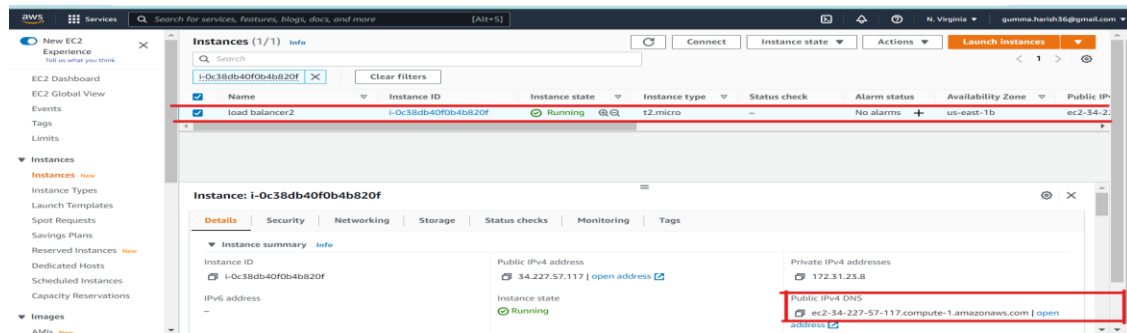 aws Services Search for services, features, blogs, docs, and more [Alt+S] N. Virginia gumma.harish36@gmail.com
New EC2 Experience
Tell us what you think
EC2 Dashboard
EC2 Global View
Events
Tags
Limits
Instances
Instances New
Instance Types
Launch Templates
Spot Requests
Savings Plans
Reserved Instances New
Dedicated Hosts
Scheduled Instances
Capacity Reservations
Images
AMIs New
Instances (1/1) Info Connect Instance state Actions Launch instances
Search 1
i-0c38db40f0b4b820f Clear filters
Name Instance ID Instance state Instance type Status check Alarm status Availability Zone Public IP
load balancer2 i-0c38db40f0b4b820f Running t2.micro – No alarms + us-east-1b ec2-34-2
Instance: i-0c38db40f0b4b820f
Details Security Networking Storage Status checks Monitoring Tags
Instance summary Info
Instance ID Public IPv4 address Private IPv4 addresses
i-0c38db40f0b4b820f 34.227.57.117 | open address 172.31.23.8
IPv6 address Instance state Public IPv4 DNS
– Running ec2-34-227-57-117.compute-1.amazonaws.com | open
address